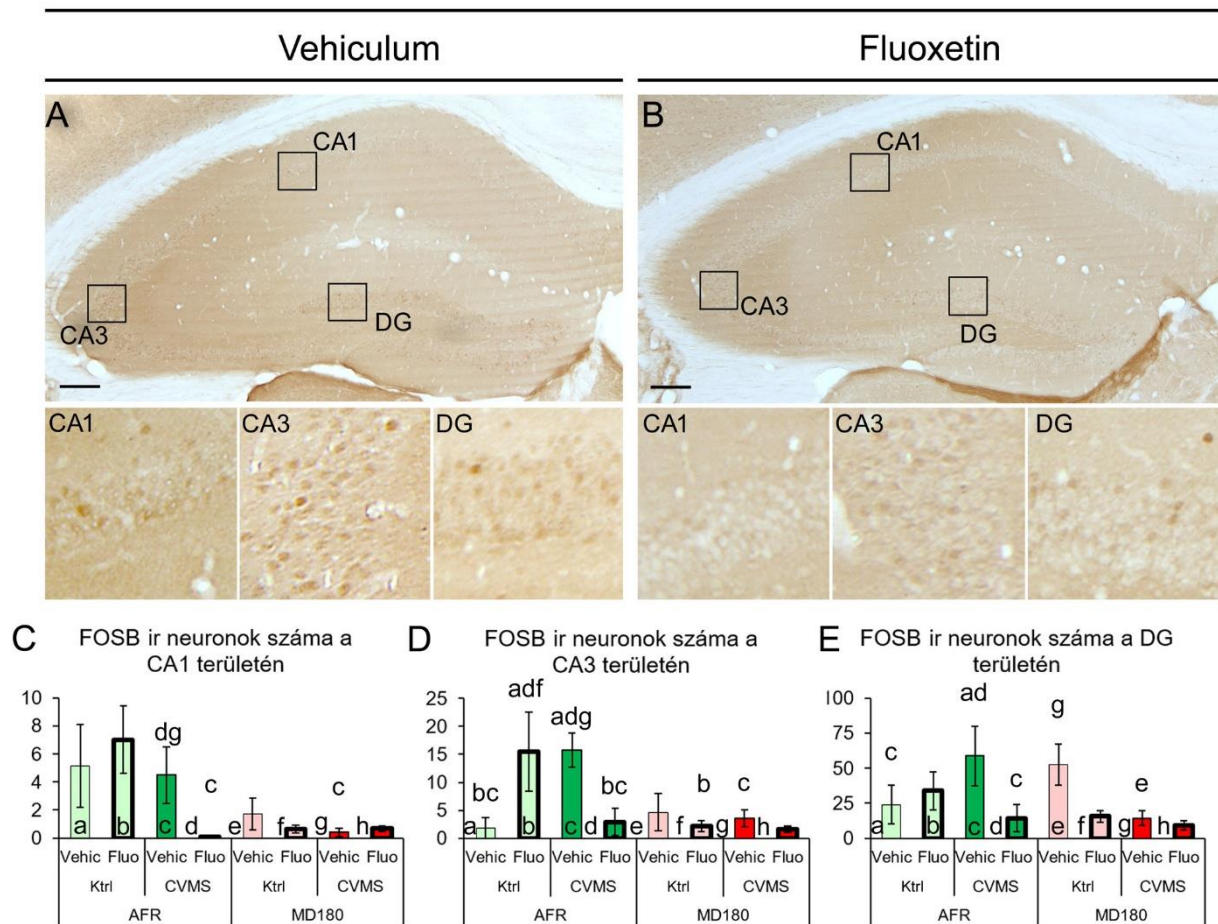 Vehiculum
Fluoxetin
A
CA1
CA3
DG
B
CA1
CA3
DG
CA1
CA3
DG
CA1
CA3
DG
C
FOSB ir neuronok száma a
CA1 területén
10
8
6
4
2
0
dg
c
c
a
b
c
d
e
f
g
h
Vehic Fluo Vehic Fluo Vehic Fluo Vehic Fluo
Ktrl CVMS Ktrl CVMS
AFR MD180
D
FOSB ir neuronok száma a
CA3 területén
25
20
15
10
5
0
bc
adf
adg
bc
b
c
a
b
c
d
e
f
g
h
Vehic Fluo Vehic Fluo Vehic Fluo Vehic Fluo
Ktrl CVMS Ktrl CVMS
AFR MD180
E
FOSB ir neuronok száma a DG
területén
100
75
50
25
0
c
ad
c
g
e
a
b
c
d
e
f
g
h
Vehic Fluo Vehic Fluo Vehic Fluo Vehic Fluo
Ktrl CVMS Ktrl CVMS
AFR MD180